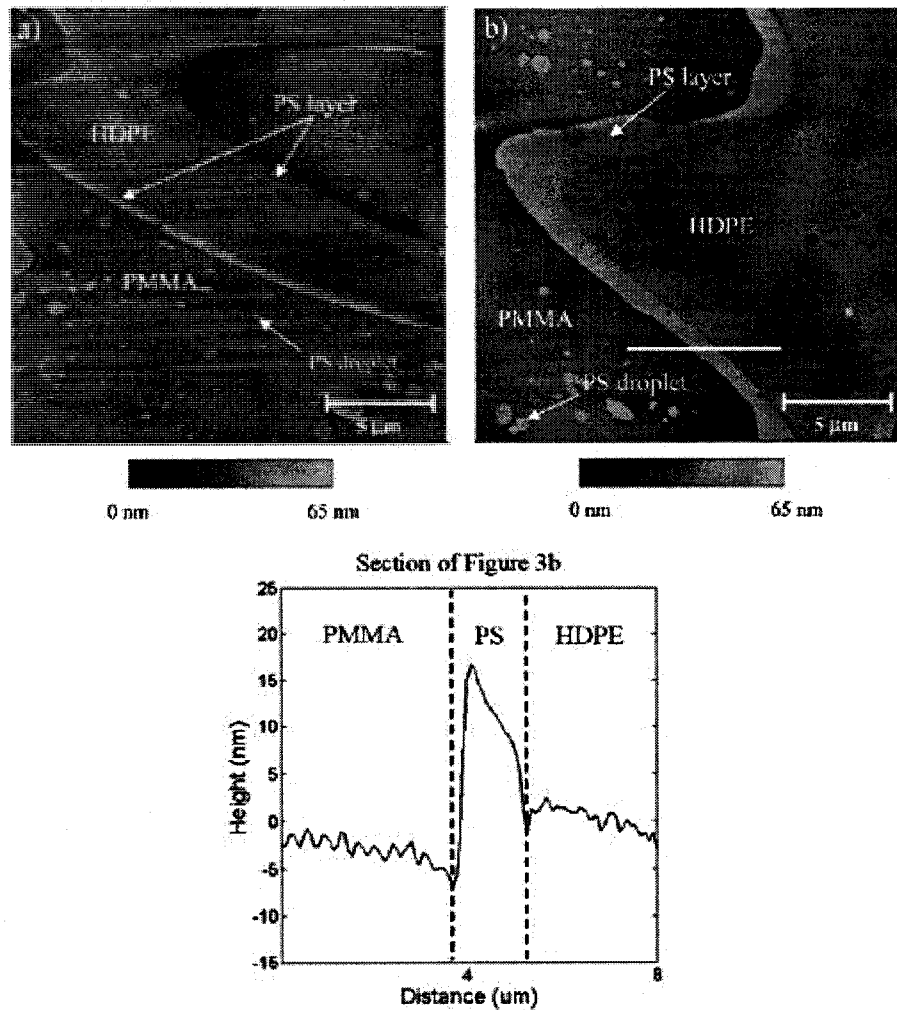 a)
PS layer
HDPE
PMMA
PS droplet
5 µm
b)
PS layer
HDPE
PMMA
PS droplet
5 µm
0 nm 65 nm
0 nm 65 nm
Section of Figure 3b
PMMA PS HDPE
25
20
15
10
5
0
-5
-10
-15
4 8
Height (nm)
Distance (um)